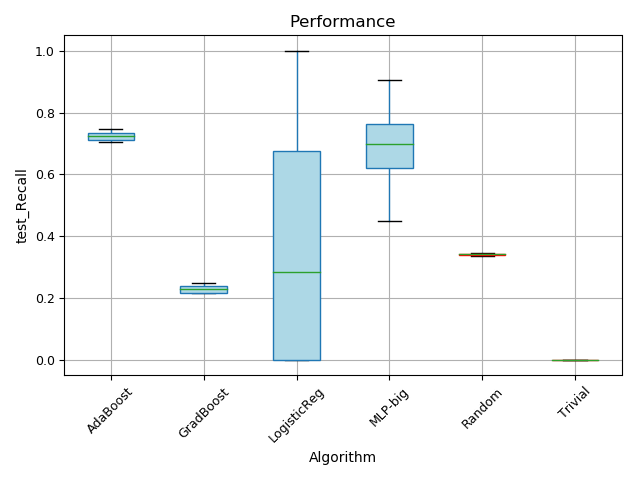 Performance
test_Recall
1.0
0.8
0.6
0.4
0.2
0.0
AdaBoost
GradBoost
LogisticReg
MLP-big
Random
Trivial
Algorithm